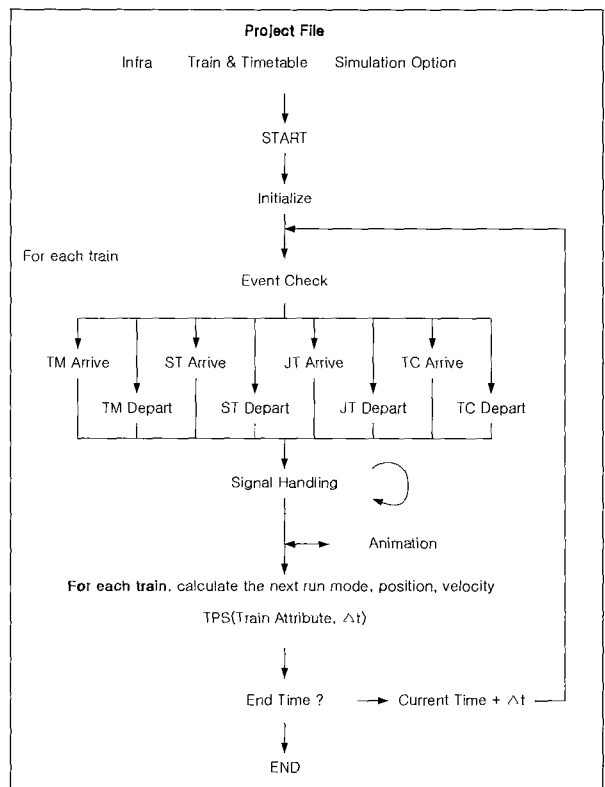 Project File
Infra Train & Timetable Simulation Option
START
Initialize
For each train
Event Check
TM Arrive ST Arrive JT Arrive TC Arrive
TM Depart ST Depart JT Depart TC Depart
Signal Handling
Animation
For each train, calculate the next run mode, position, velocity
TPS(Train Attribute, △t)
End Time ? Current Time + △t
END